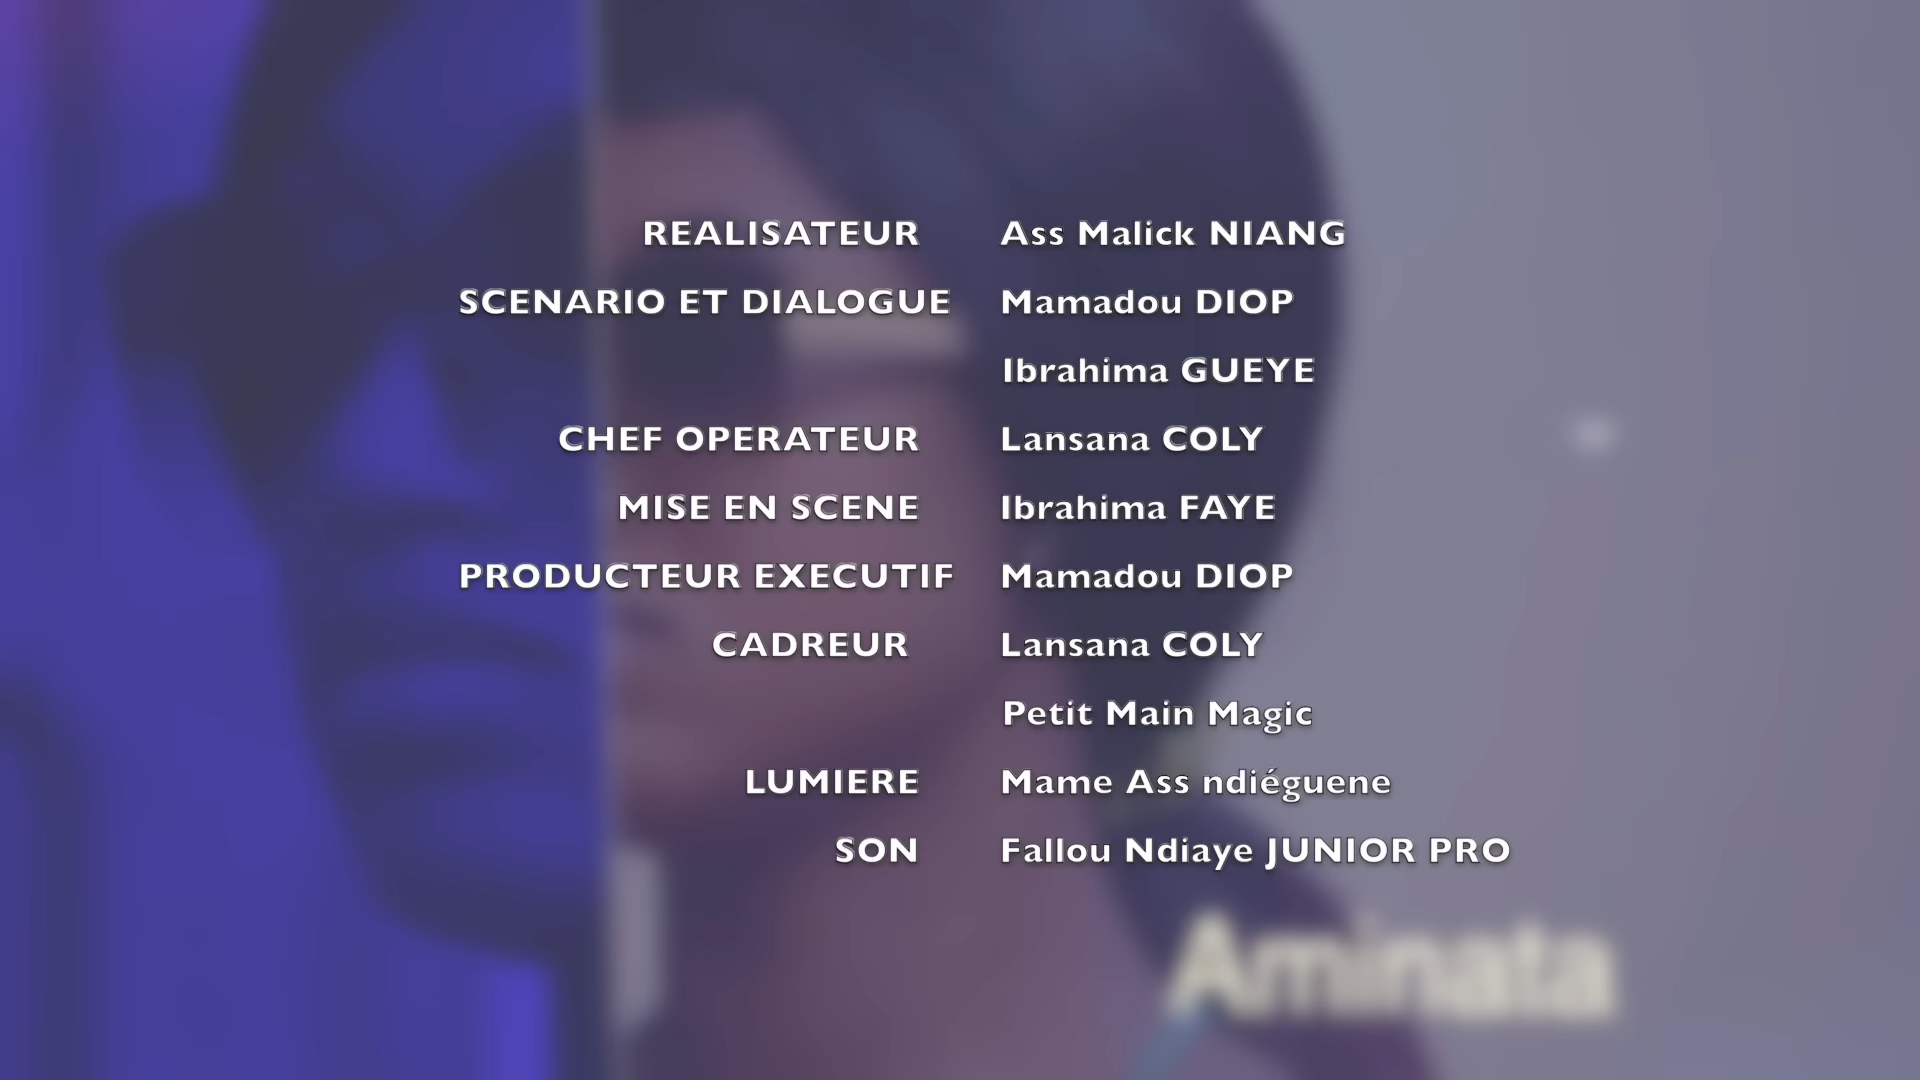 REALISATEUR Ass Malick NIANG
SCENARIO ET DIALOGUE Mamadou DIOP
Ibrahima GUEYE
CHEF OPERATEUR Lansana COLY
MISE EN SCENE Ibrahima FAYE
PRODUCTEUR EXECUTIF Mamadou DIOP
CADREUR Lansana COLY
Petit Main Magic
LUMIERE Mame Ass ndiéguene
SON Fallou Ndiaye JUNIOR PRO
Aminata